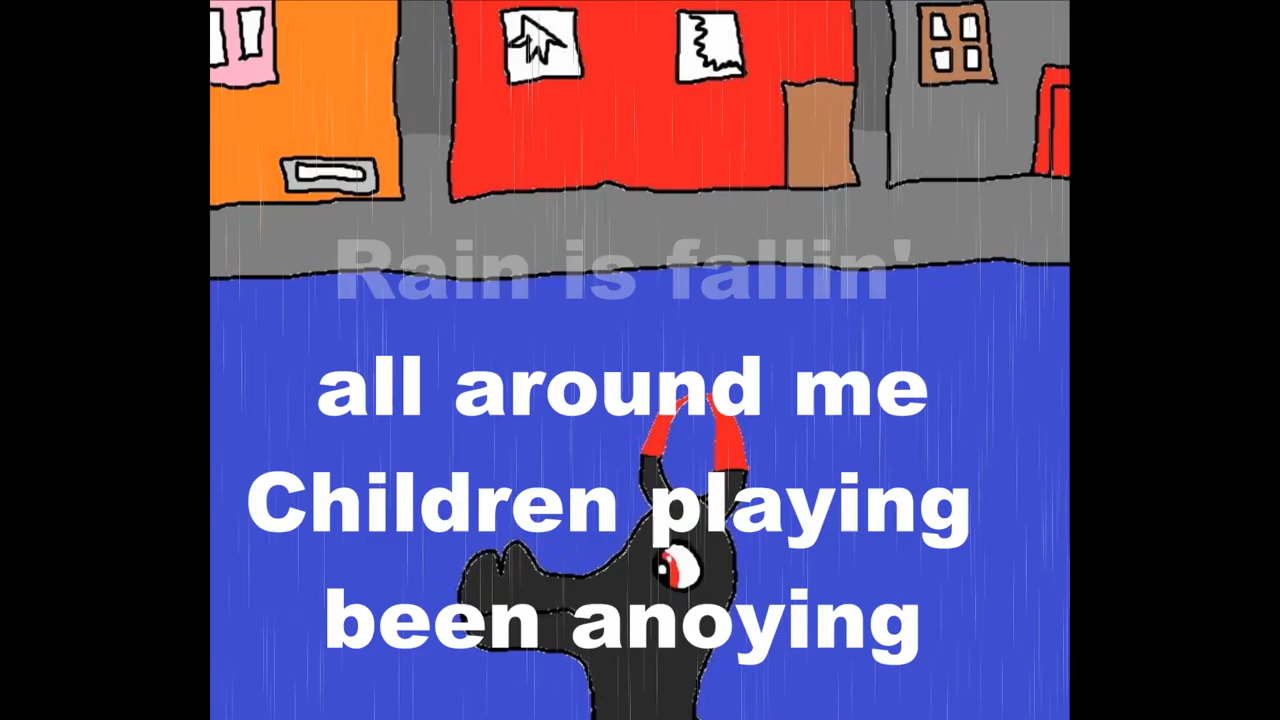 Rain is fallin'
all around me
Children playing
been anoying